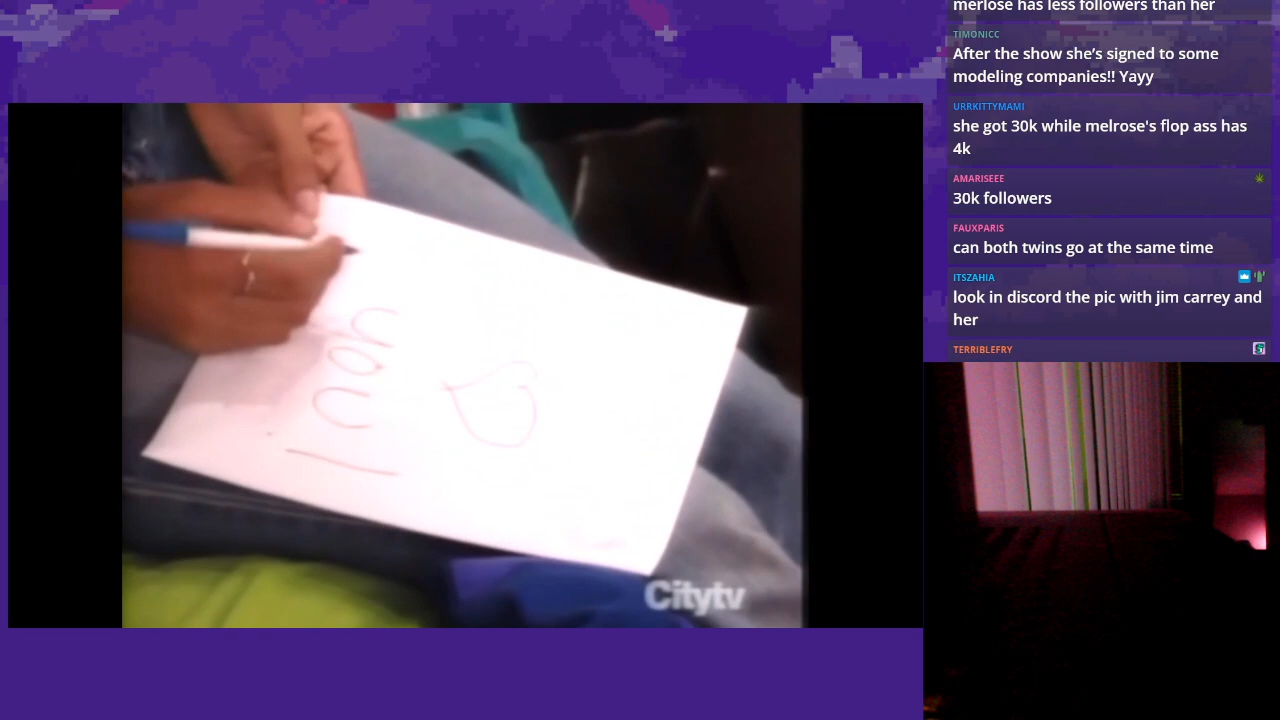 merlose has less followers than her
TIMONICC
After the show she’s signed to some
modeling companies!! Yayy
URRKITTYMAMI
she got 30k while melrose's flop ass has
4k
AMARISEEE
30k followers
FAUXPARIS
can both twins go at the same time
ITSZAHIA
look in discord the pic with jim carrey and
her
TERRIBLEFRY
Citytv